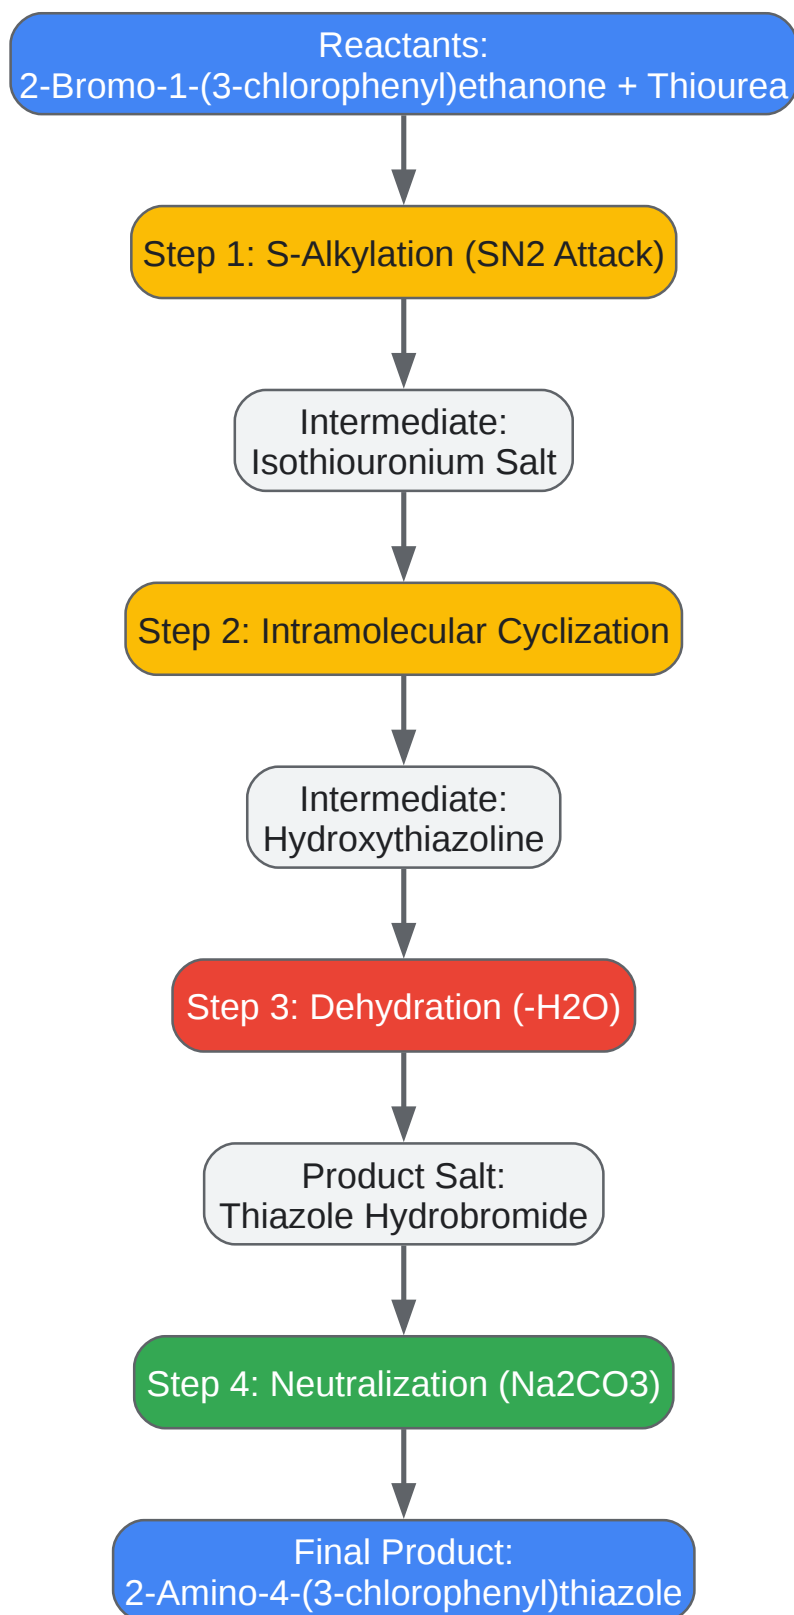 Reactants:
2-Bromo-1-(3-chlorophenyl)ethanone + Thiourea
Step 1: S-Alkylation (SN2 Attack)
Intermediate:
Isothiouronium Salt
Step 2: Intramolecular Cyclization
Intermediate:
Hydroxythiazoline
Step 3: Dehydration (-H2O)
Product Salt:
Thiazole Hydrobromide
Step 4: Neutralization (Na2CO3)
Final Product:
2-Amino-4-(3-chlorophenyl)thiazole